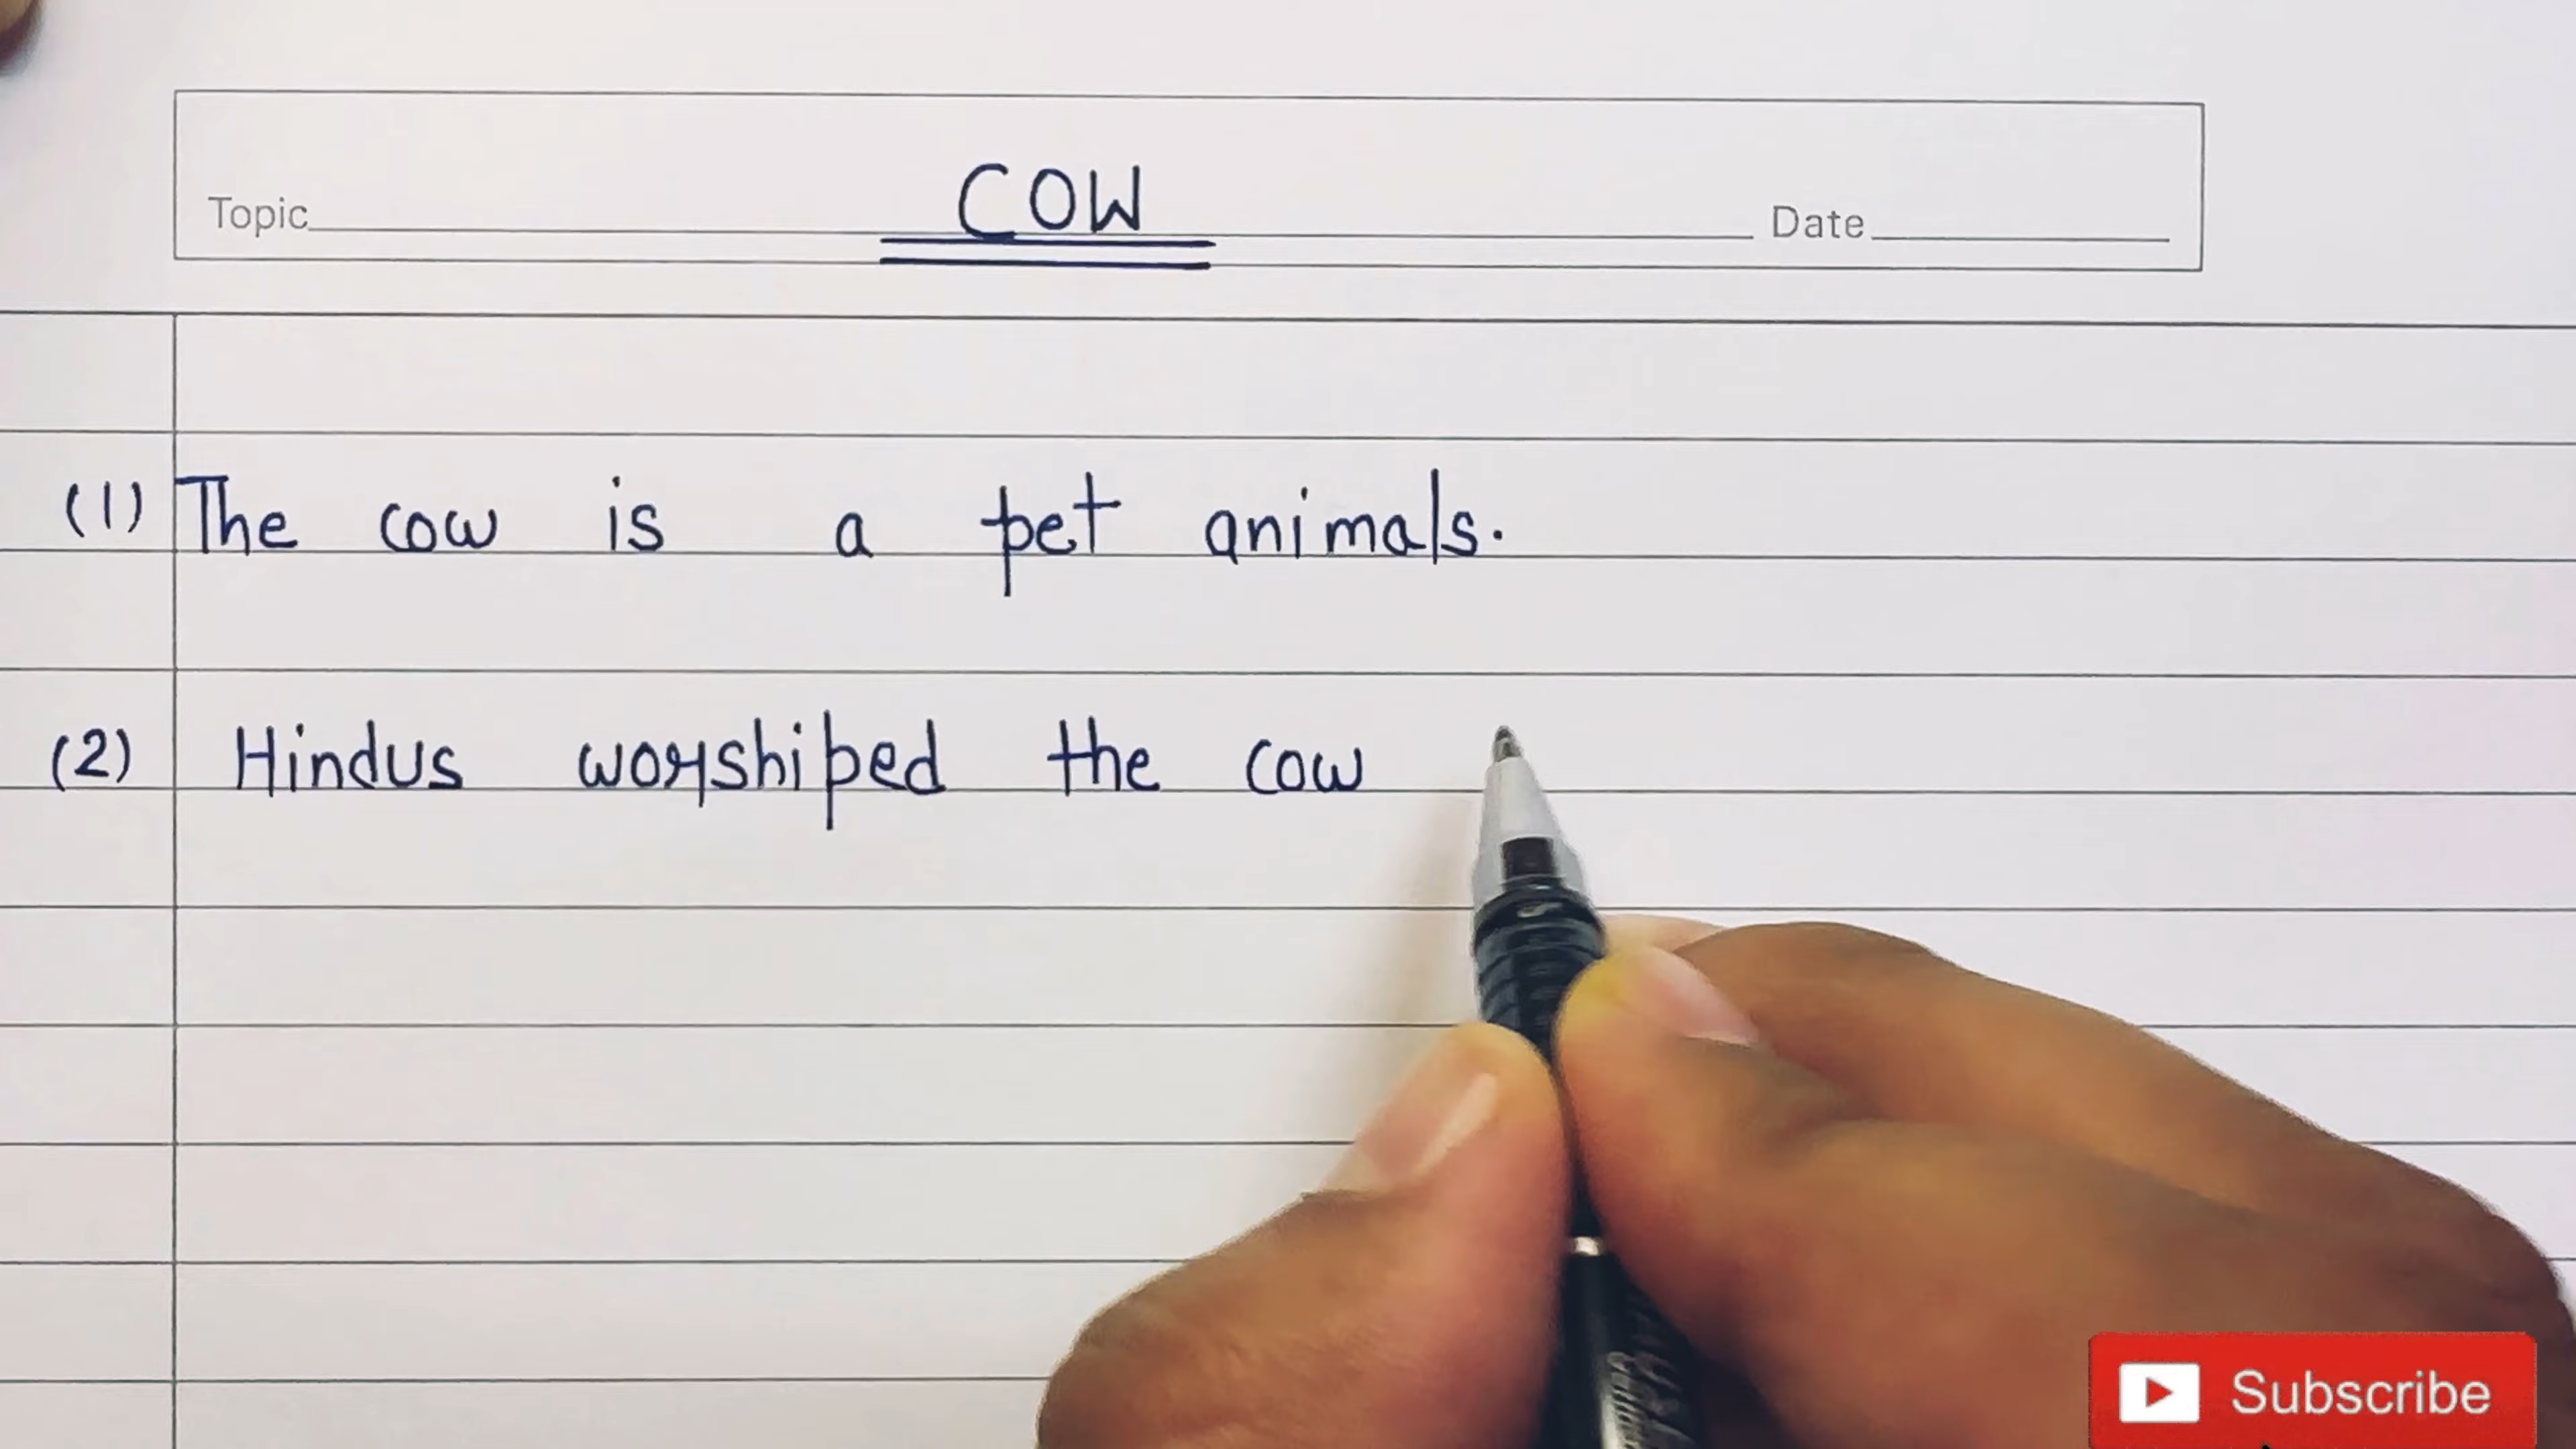 COW
Topic Date
(1) The cow is a pet animals.
(2) Hindus worshiped the cow
Subscribe